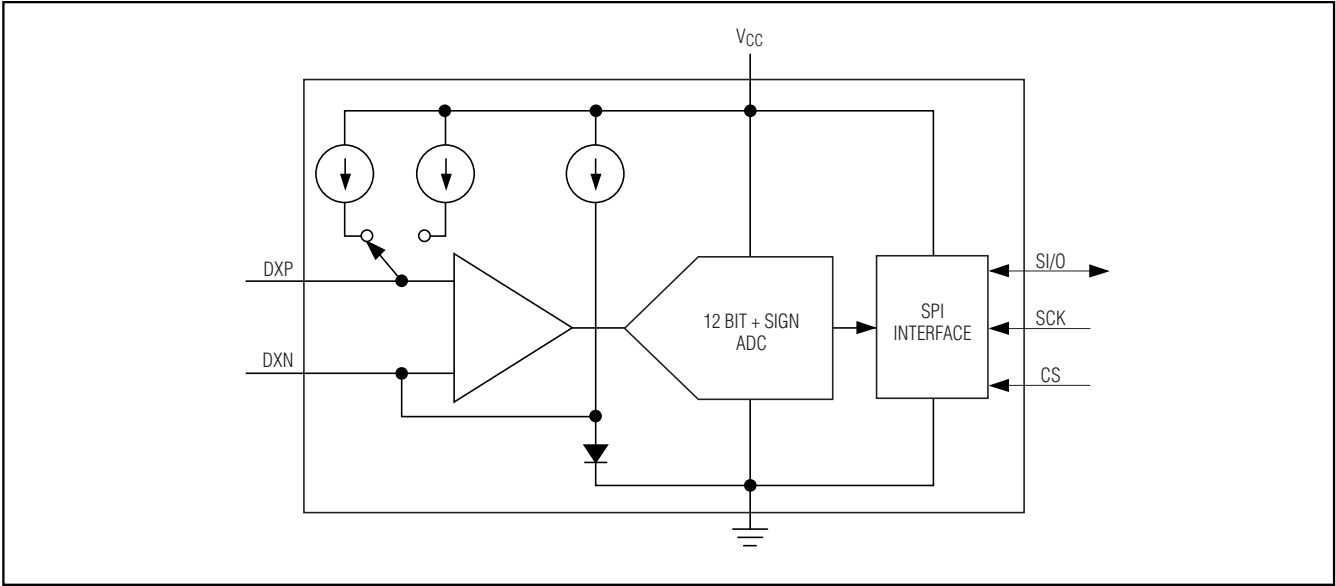 VCC
DXP
DXN
12 BIT + SIGN
ADC
SPI
INTERFACE
SI/O
SCK
CS